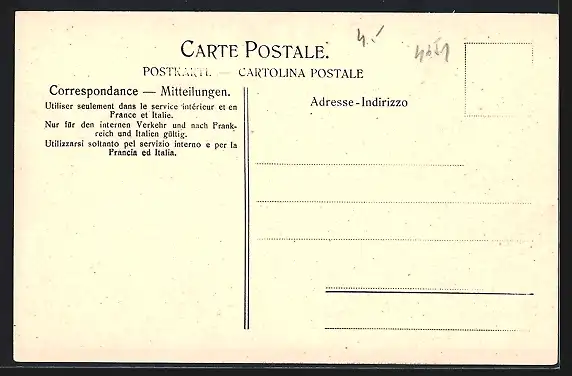 CARTE POSTALE.
POSTKARTE. — CARTOLINA POSTALE
Correspondance — Mitteilungen.
Utiliser seulement dans le service intérieur et en
France et Italie.
Nur für den internen Verkehr und nach Frank-
reich und Italien gültig.
Utilizzarsi soltanto pel servizio interno e per la
Francia ed Italia.
Adresse-Indirizzo